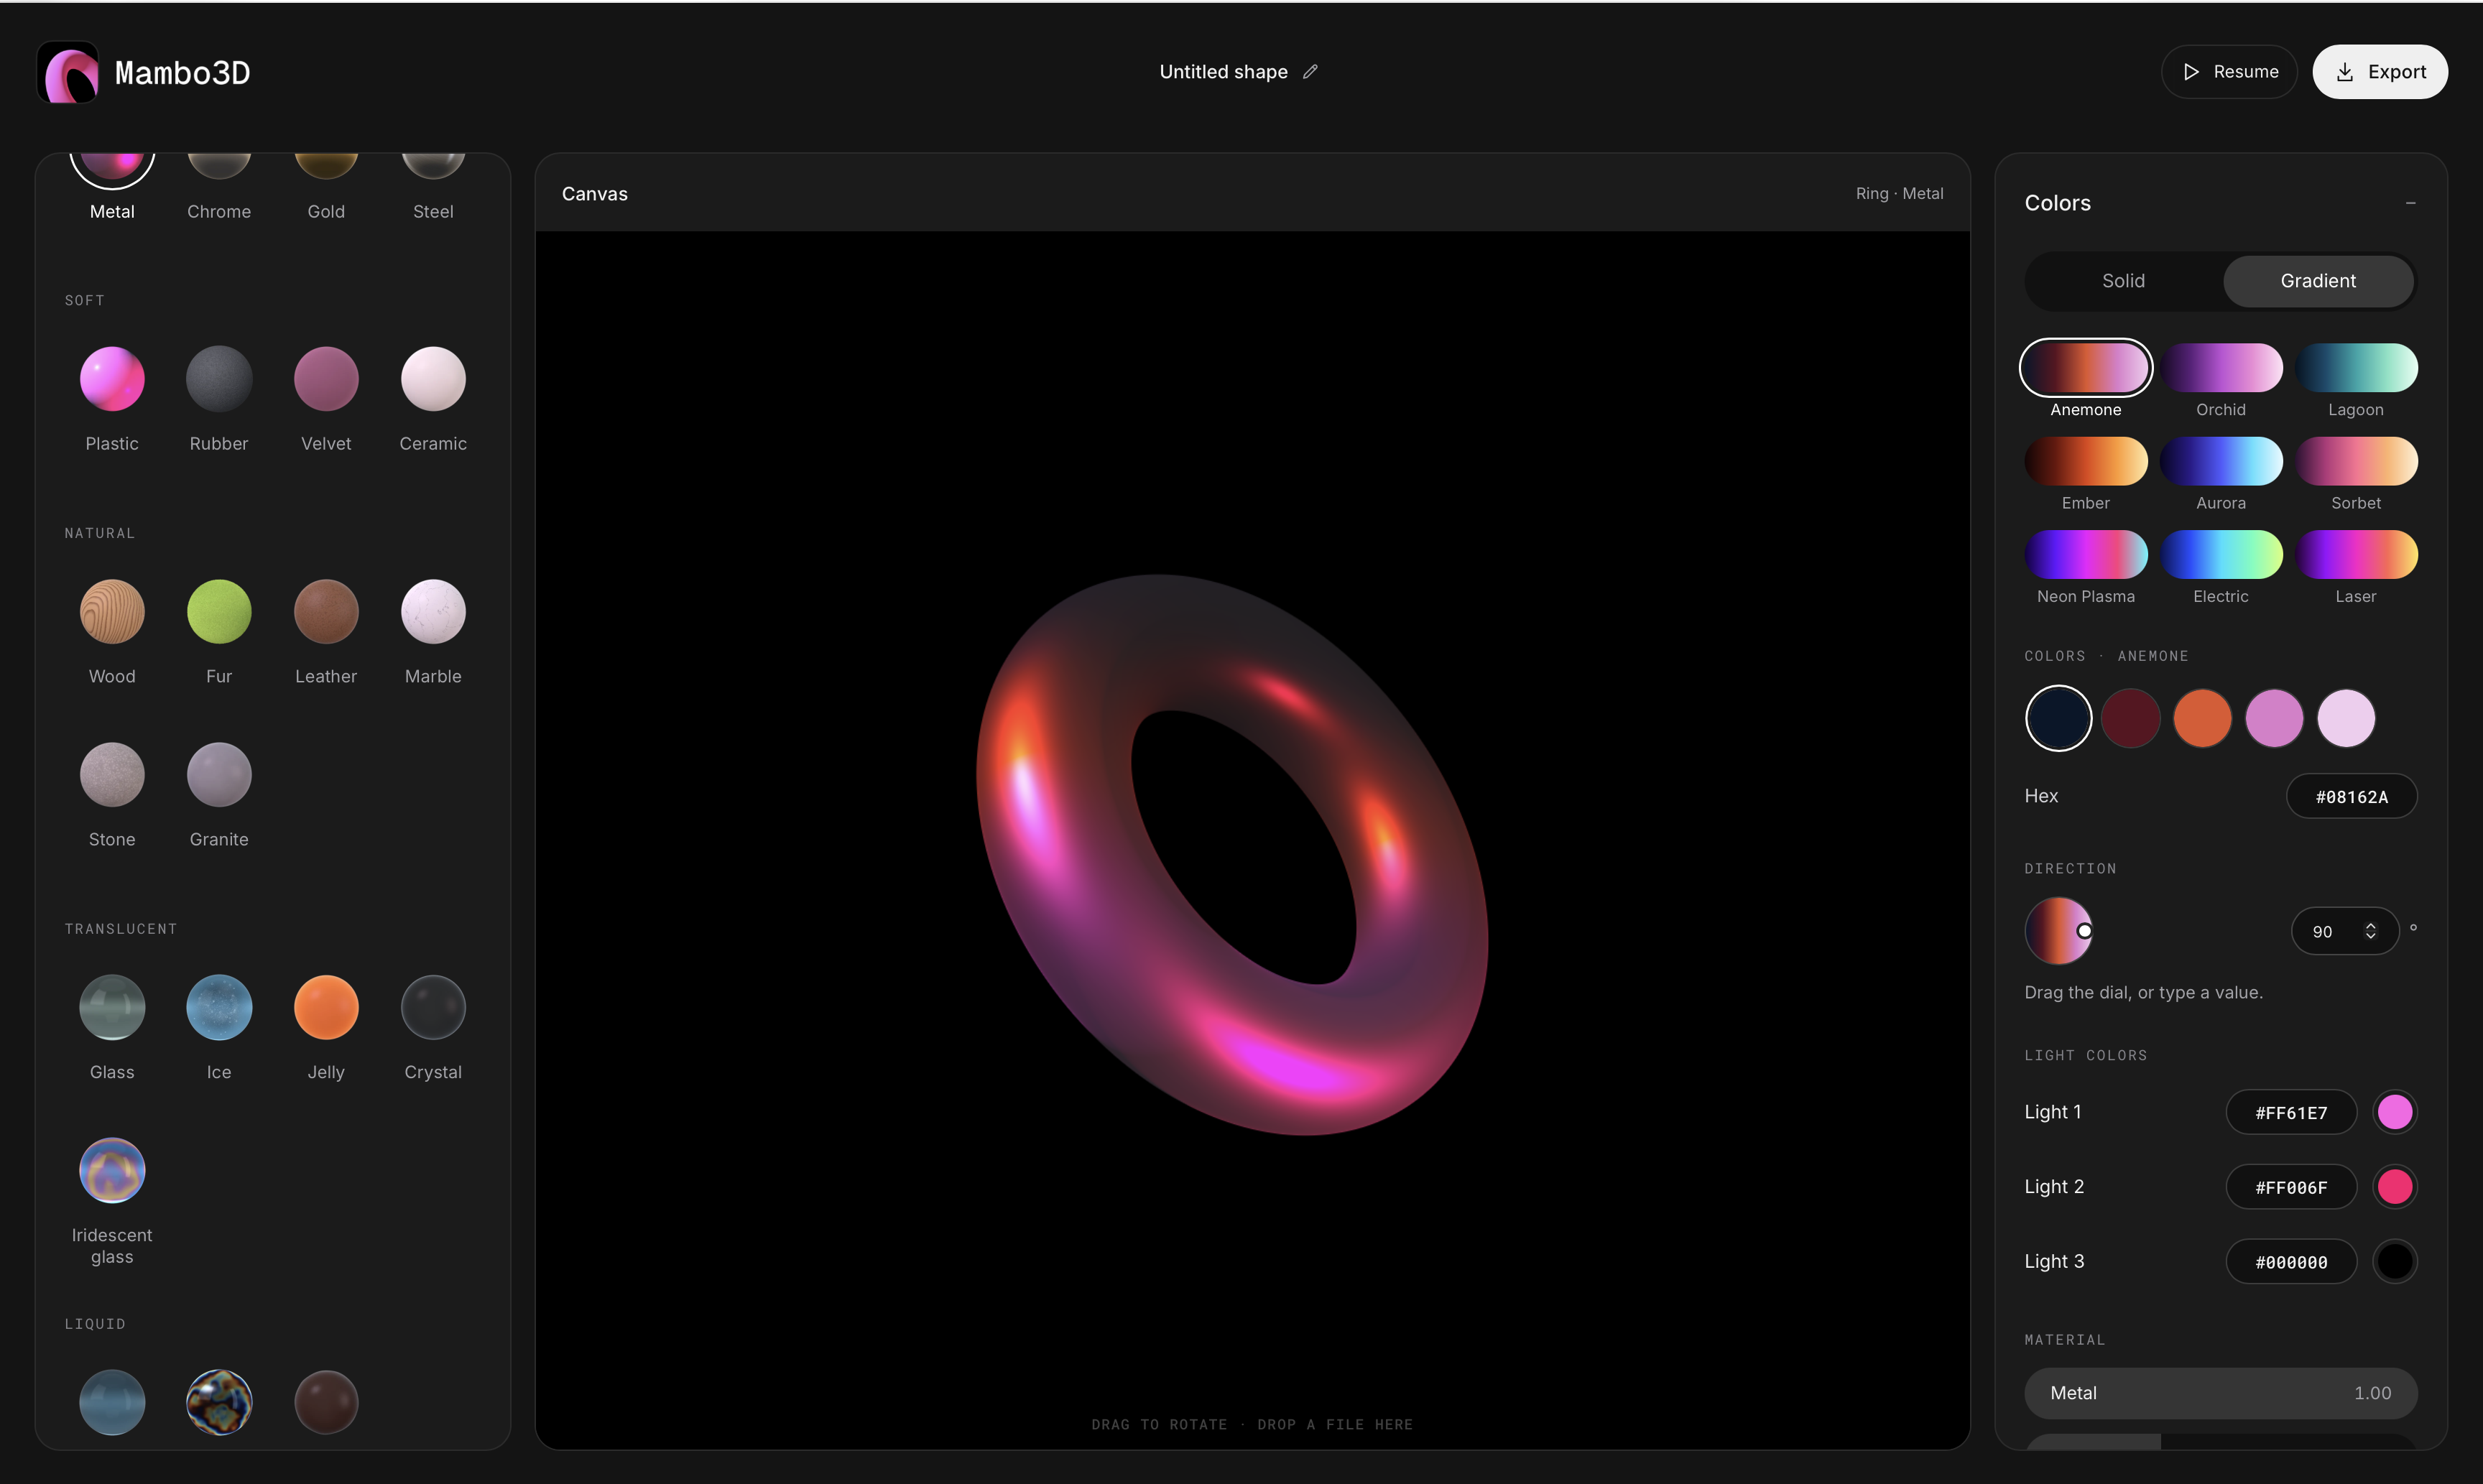 Mambo3D
Untitled shape
Resume
Export
Metal
Chrome
Gold
Steel
SOFT
Plastic
Rubber
Velvet
Ceramic
NATURAL
Wood
Fur
Leather
Marble
Stone
Granite
TRANSLUCENT
Glass
Ice
Jelly
Crystal
Iridescent
glass
LIQUID
Canvas
Ring · Metal
DRAG TO ROTATE · DROP A FILE HERE
Colors
Solid
Gradient
Anemone
Orchid
Lagoon
Ember
Aurora
Sorbet
Neon Plasma
Electric
Laser
COLORS · ANEMONE
Hex
#08162A
DIRECTION
90
°
Drag the dial, or type a value.
LIGHT COLORS
Light 1
#FF61E7
Light 2
#FF006F
Light 3
#000000
MATERIAL
Metal
1.00